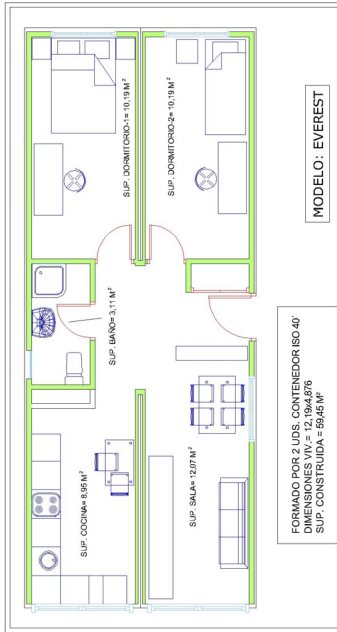 SUP. DORMITORIO-1= 10,19 M²
SUP. DORMITORIO-2= 10,19 M²
SUP. BAÑO= 3,11 M²
SUP. COCINA= 8,95 M²
SUP. SALA= 12,07 M²
FORMADO POR 2 UDS. CONTENEDOR ISO 40´
DIMENSIONES VIV.= 12,19x4,876
SUP. CONSTRUIDA = 59,45 M²
MODELO: EVEREST